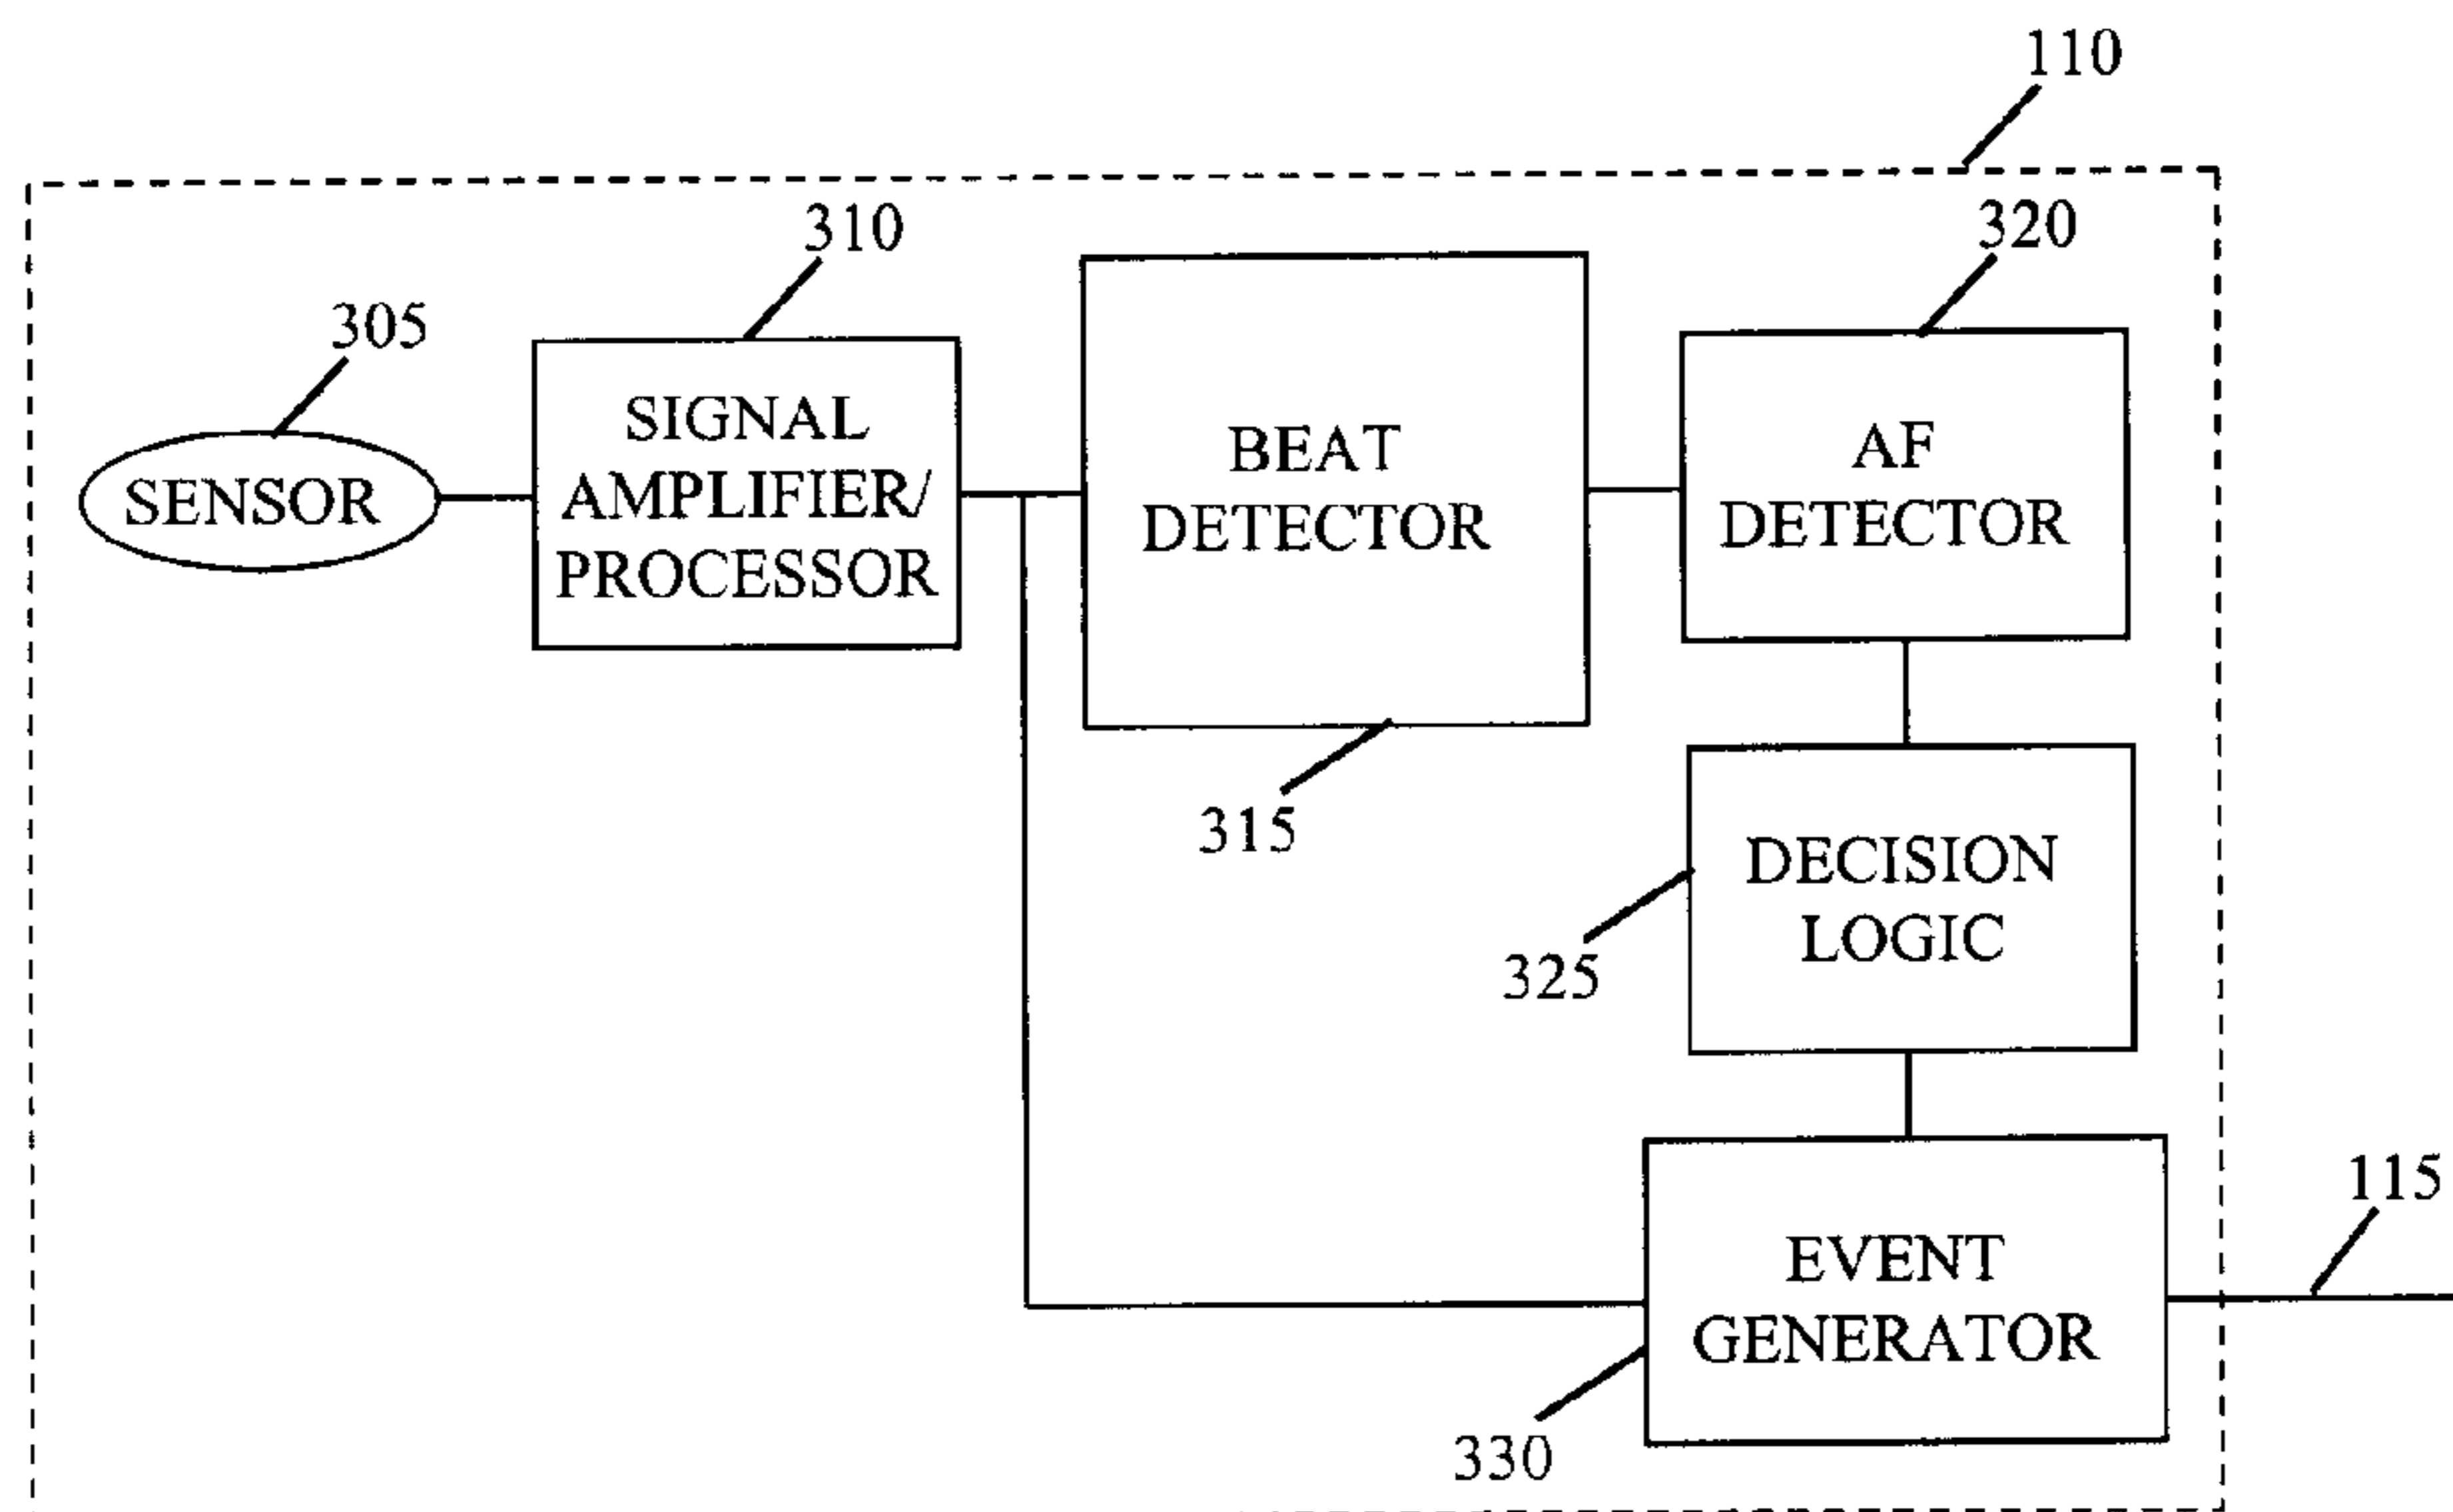 110
310
320
305
SIGNAL
AMPLIFIER/
PROCESSOR
BEAT
DETECTOR
AF
DETECTOR
SENSOR
315
DECISION
LOGIC
325
115
EVENT
GENERATOR
330